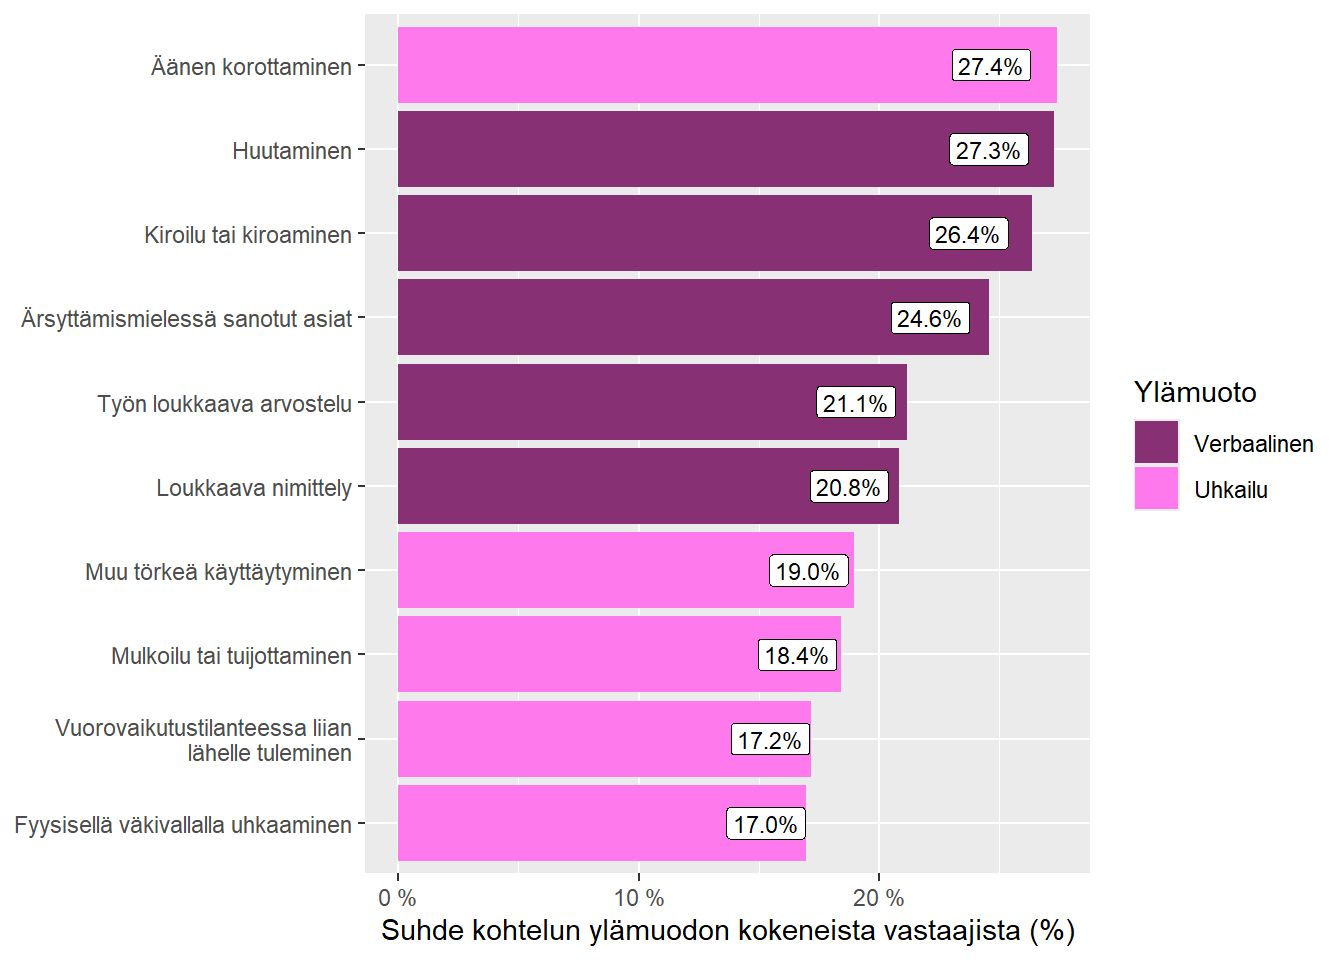 Äänen korottaminen
27.4%
Huutaminen
27.3%
Kiroilu tai kiroaminen
26.4%
Ärsyttämismielessä sanotut asiat
24.6%
Työn loukkaava arvostelu
21.1%
Loukkaava nimittely
20.8%
Muu törkeä käyttäytyminen
19.0%
Mulkoilu tai tuijottaminen
18.4%
Vuorovaikutustilanteessa liian
lähelle tuleminen
17.2%
Fyysisellä väkivallalla uhkaaminen
17.0%
0 % 10 % 20 %
Suhde kohtelun ylämuodon kokeneista vastaajista (%)
Ylämuoto
Verbaalinen
Uhkailu